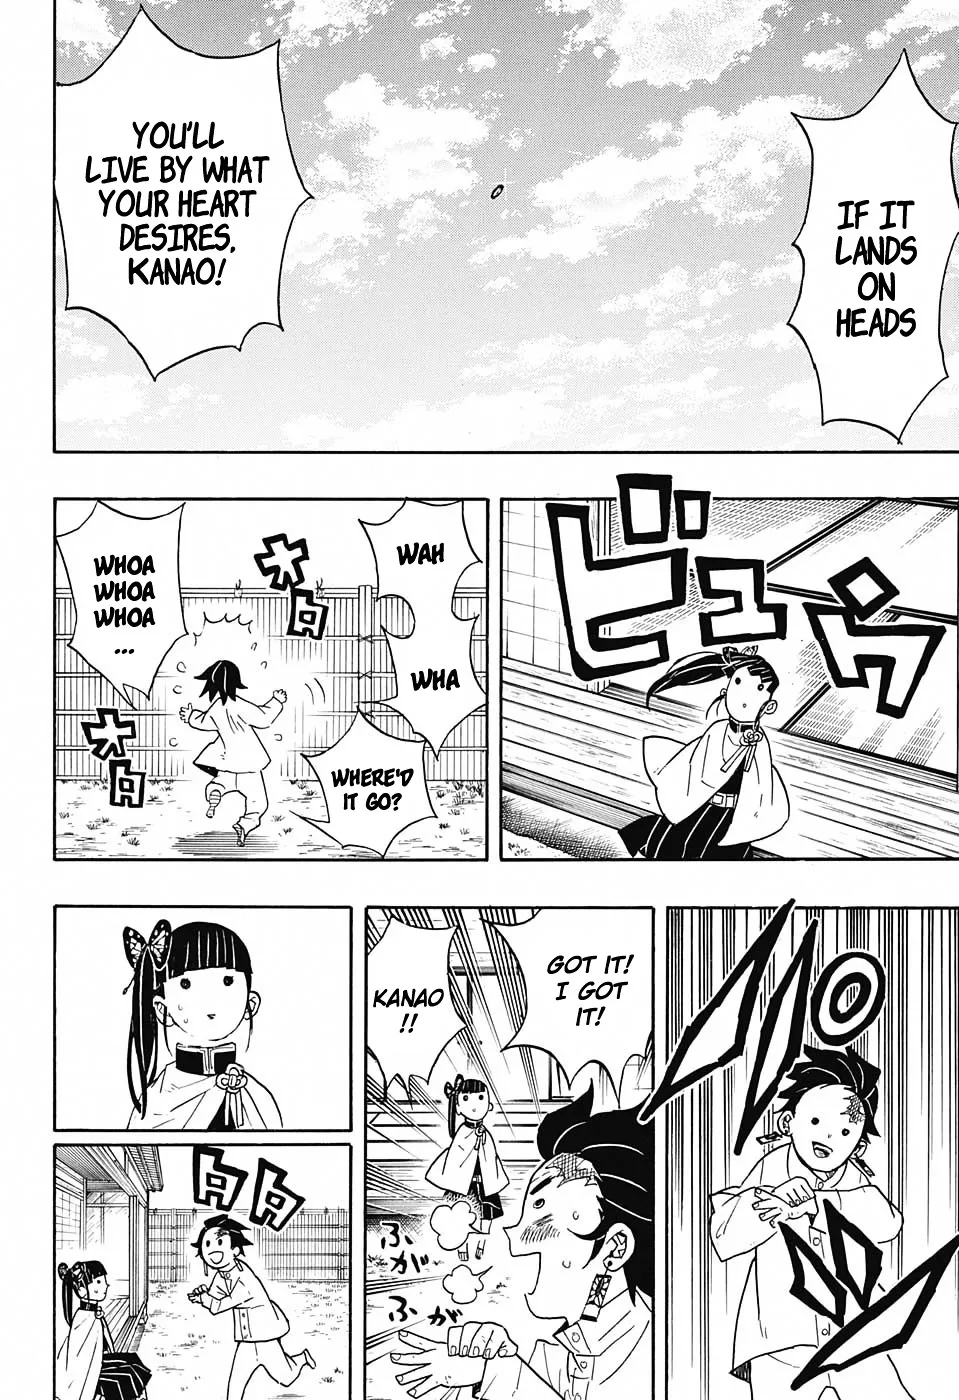 IF IT
LANDS
ON
HEADS
YOU'LL
LIVE BY WHAT
YOUR HEART
DESIRES,
KANAO!
ビュウ
WAH
WHA
WHERE'D
IT GO?
WHOA
WHOA
WHOA
....
オロ
オロ
パッ
GOT IT!
I GOT
IT!
KANAO
!!
ふが
ふが
タタ